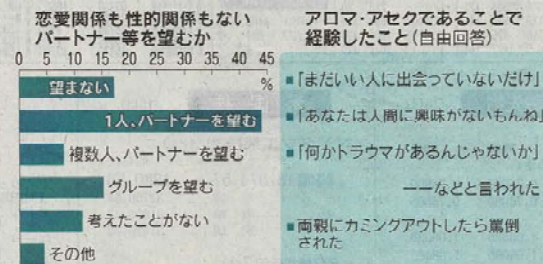 恋愛関係も性的関係もない
パートナー等を望むか
0 5 10 15 20 25 30 35 40 45
%
望まない
1人、パートナーを望む
複数人、パートナーを望む
グループを望む
考えたことがない
その他
アロマ・アセクであることで
経験したこと(自由回答)
■「まだいい人に出会っていないだけ」
■「あなたは人間に興味がないもんね」
■「何かトラウマがあるんじゃないか」
ーーなどと言われた
■両親にカミングアウトしたら罵倒
された